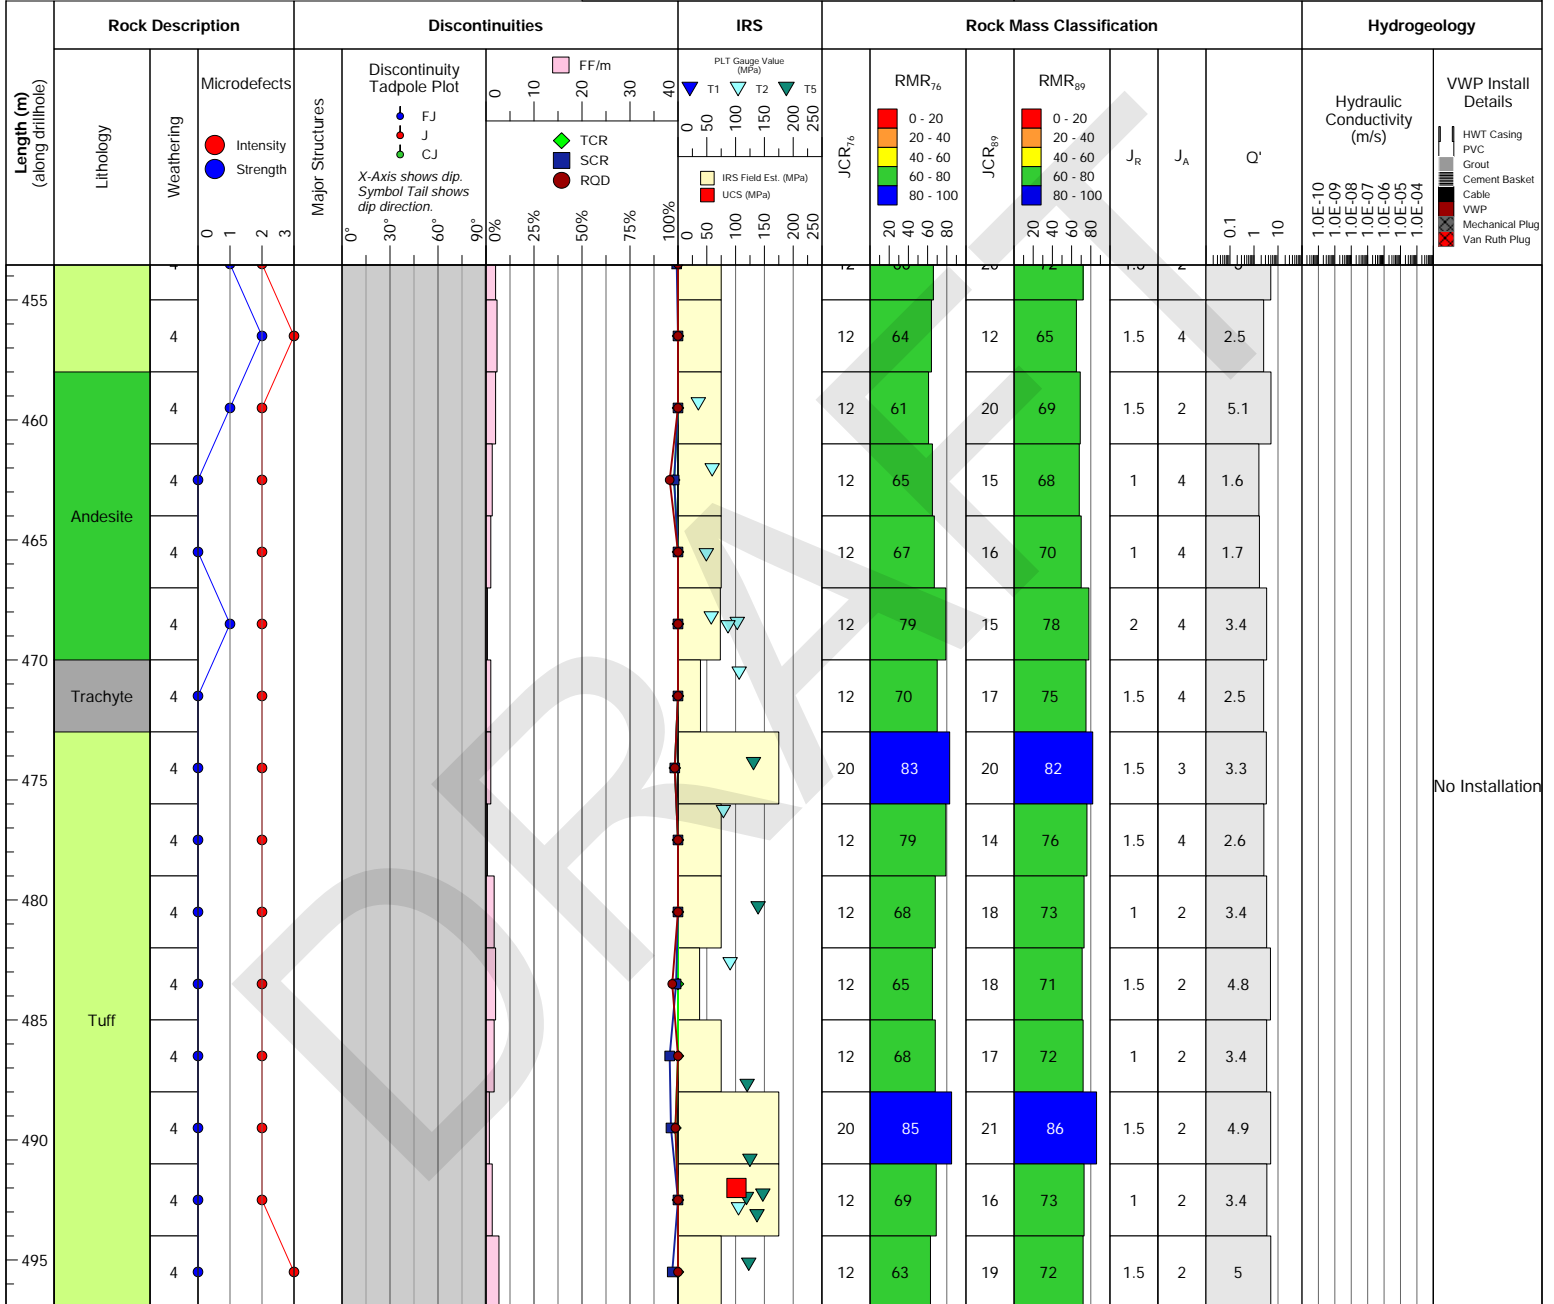 Rock Description
Discontinuities
IRS
Rock Mass Classification
Hydrogeology
Length (m)
(along drillhole)
Lithology
Weathering
Microdefects
Intensity
Strength
0 1 2 3
Major Structures
Discontinuity
Tadpole Plot
FJ
J
CJ
X-Axis shows dip.
Symbol Tail shows
dip direction.
0° 30° 60° 90°
FF/m
0 10 20 30 40
TCR
SCR
RQD
0% 25% 50% 75% 100%
PLT Gauge Value
(MPa)
T1 T2 T5
0 50 100 150 200 250
IRS Field Est. (MPa)
UCS (MPa)
0 50 100 150 200 250
JCR76
RMR76
0 - 20
20 - 40
40 - 60
60 - 80
80 - 100
20 40 60 80
JCR89
RMR89
0 - 20
20 - 40
40 - 60
60 - 80
80 - 100
20 40 60 80
JR
JA
Q'
0.1 1 10
Hydraulic
Conductivity
(m/s)
1.0E-10 1.0E-09 1.0E-08 1.0E-07 1.0E-06 1.0E-05 1.0E-04
VWP Install
Details
HWT Casing
PVC
Grout
Cement Basket
Cable
VWP
Mechanical Plug
Van Ruth Plug
455
4 12 64 12 65 1.5 4 2.5
4 12 61 20 69 1.5 2 5.1
460
4 12 65 15 68 1 4 1.6
Andesite
465
4 12 67 16 70 1 4 1.7
4 12 79 15 78 2 4 3.4
470
Trachyte 4 12 70 17 75 1.5 4 2.5
4 20 83 20 82 1.5 3 3.3
475
No Installation
4 12 79 14 76 1.5 4 2.6
480
4 12 68 18 73 1 2 3.4
4 12 65 18 71 1.5 2 4.8
485
Tuff
4 12 68 17 72 1 2 3.4
4 20 85 21 86 1.5 2 4.9
490
4 12 69 16 73 1 2 3.4
495
4 12 63 19 72 1.5 2 5
DRAFT